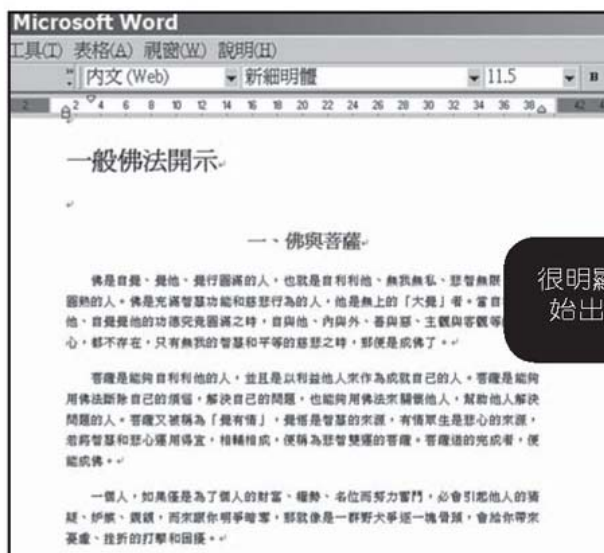 Microsoft Word
工具(T) 表格(A) 視窗(W) 說明(H)
內文 (Web) 新細明體 11.5 B
2 2 4 6 8 10 12 14 16 18 20 22 24 26 28 30 32 34 36 38 42
一般佛法開示
一、佛與菩薩
佛是自覺、覺他、覺行圓滿的人，也就是自利利他、無我無私、悲智無限
圓熟的人。佛是充滿智慧功能和慈悲行為的人，他是無上的「大覺」者。當自
他、自覺覺他的功德究竟圓滿之時，自與他、內與外、善與惡、主觀與客觀等
心，都不存在，只有無我的智慧和平等的慈悲之時，那便是成佛了。
很明顯
始出
菩薩是能夠自利利他的人，並且是以利益他人來作為成就自己的人。菩薩是能夠
用佛法斷除自己的煩惱，解決自己的問題，也能夠用佛法來關懷他人，幫助他人解決
問題的人。菩薩又被稱為「覺有情」，覺悟是智慧的來源，有情眾生是悲心的來源，
若將智慧和悲心運用得宜，相輔相成，便稱為悲智雙運的菩薩。菩薩道的完成者，便
能成佛。
一個人，如果僅是為了個人的財富、權勢、名位而努力奮鬥，必會引起他人的猜
疑、妒嫉、覬覦，而來跟你明爭暗奪，那就像是一群野犬爭逐一塊骨頭，會給你帶來
憂慮、挫折的打擊和困擾。